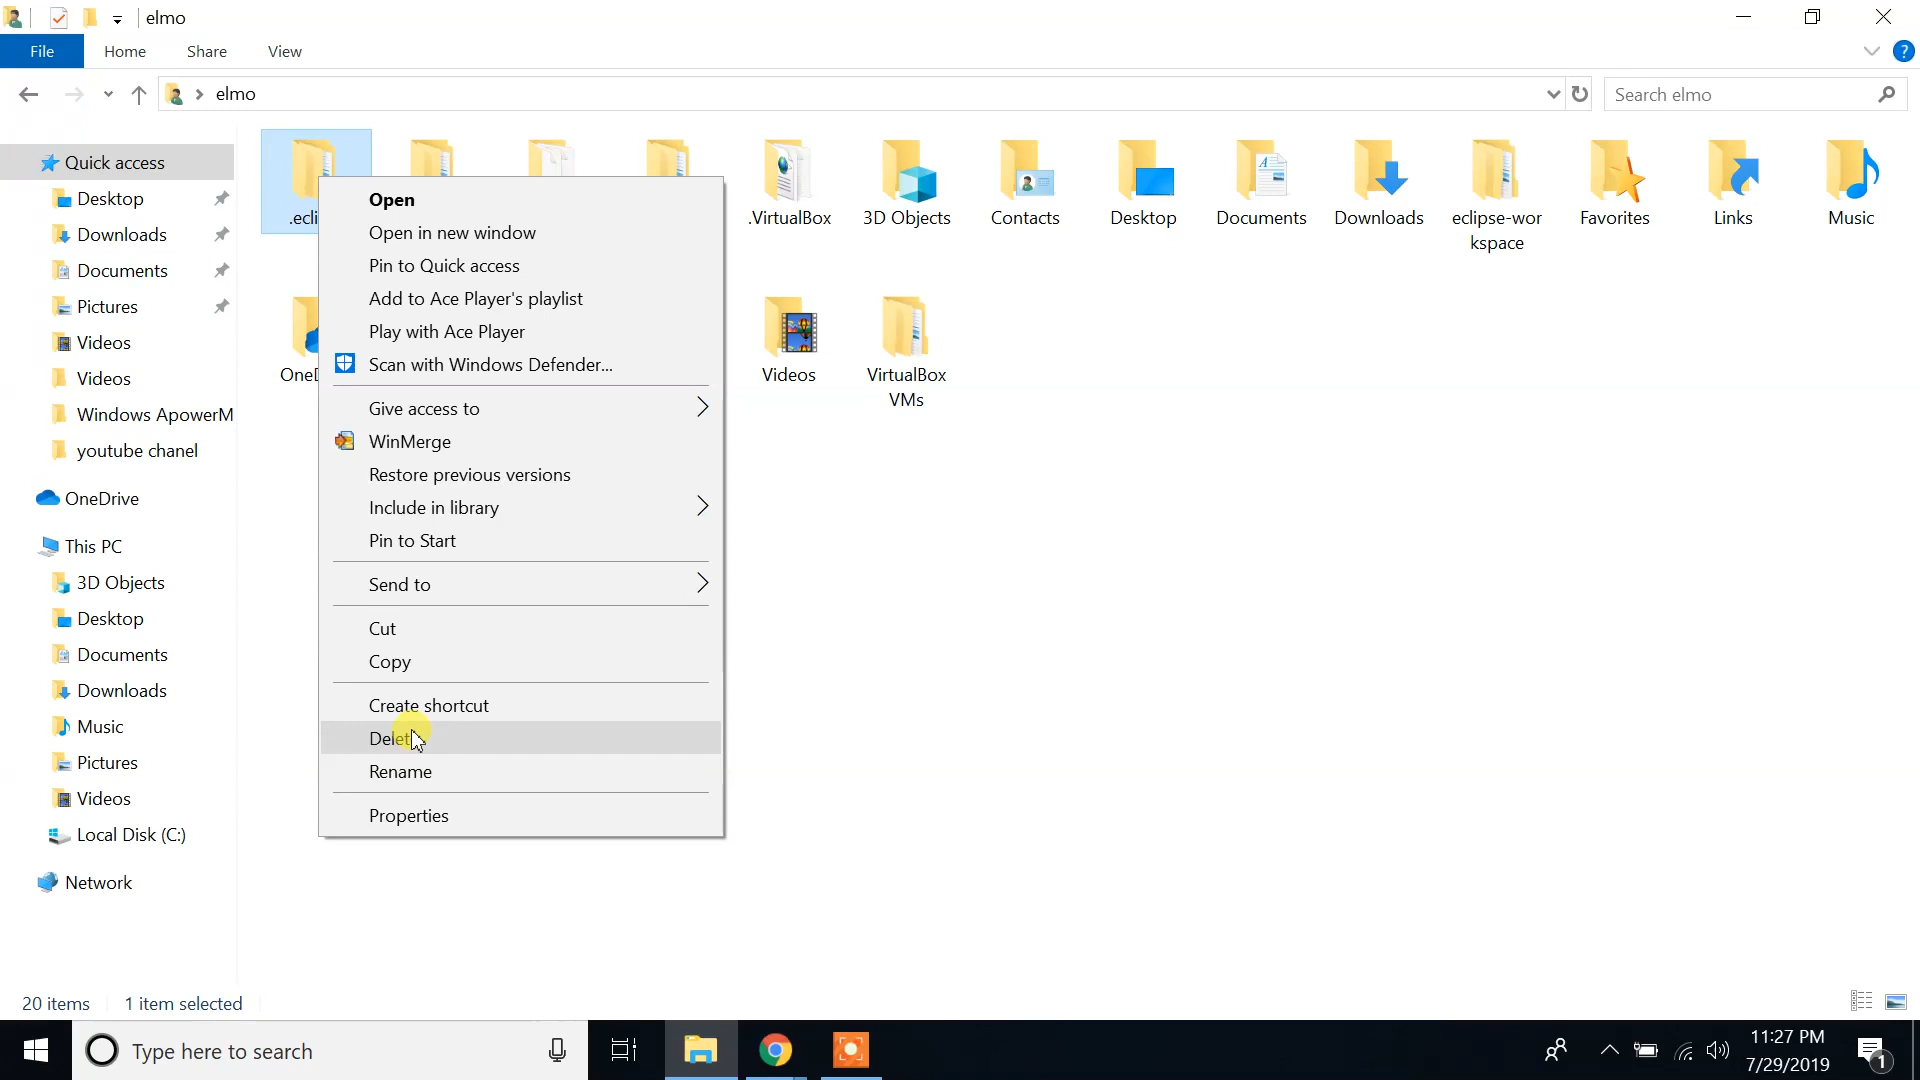 elmo
File Home Share View
elmo
Search elmo
Quick access
Desktop
Downloads
Documents
Pictures
Videos
Videos
Windows ApowerM
youtube chanel
OneDrive
This PC
3D Objects
Desktop
Documents
Downloads
Music
Pictures
Videos
Local Disk (C:)
Network
.VirtualBox
3D Objects
Contacts
Desktop
Documents
Downloads
eclipse-wor
kspace
Favorites
Links
Music
Videos
VirtualBox
VMs
Open
Open in new window
Pin to Quick access
Add to Ace Player's playlist
Play with Ace Player
Scan with Windows Defender...
Give access to
WinMerge
Restore previous versions
Include in library
Pin to Start
Send to
Cut
Copy
Create shortcut
Delete
Rename
Properties
20 items 1 item selected
Type here to search
11:27 PM
7/29/2019
1